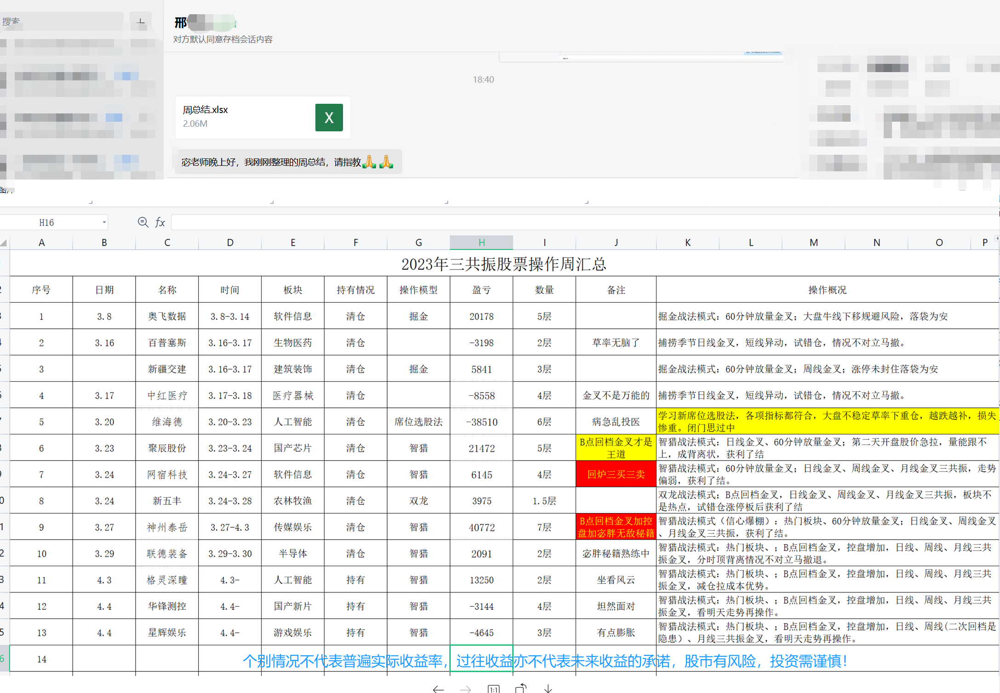 搜索
邢
对方默认同意存档会话内容
18:40
周总结.xlsx
2.06M
宓老师晚上好，我刚刚整理的周总结，请指教🙏🙏
H16 fx
A B C D E F G H I J K L M N O P
2023年三共振股票操作周汇总
序号 日期 名称 时间 板块 持有情况 操作模型 盈亏 数量 备注 操作概况
1 3.8 奥飞数据 3.8-3.14 软件信息 清仓 掘金 20178 5层 掘金战法模式：60分钟放量金叉；大盘牛线下移规避风险，落袋为安
2 3.16 百普塞斯 3.16-3.17 生物医药 清仓 -3198 2层 草率无脑了 捕捞季节日线金叉，短线异动，试错仓，情况不对立马撤。
3 新疆交建 3.16-3.17 建筑装饰 清仓 掘金 5841 3层 掘金战法模式：60分钟放量金叉；周线金叉；涨停未封住落袋为安
4 3.17 中红医疗 3.17-3.18 医疗器械 清仓 -8558 4层 金叉不是万能的 捕捞季节日线金叉，短线异动，试错仓，情况不对立马撤。
5 3.20 维海德 3.20-3.23 人工智能 清仓 席位选股法 -38510 6层 病急乱投医 学习新席位选股法，各项指标都符合，大盘不稳定草率下重仓，越跌越补，损失
惨重。闭门思过中
6 3.23 聚辰股份 3.23-3.24 国产芯片 清仓 智猎 21472 5层 B点回档金叉才是
王道 智猎战法模式：日线金叉、60分钟放量金叉；第二天开盘股价急拉，量能跟不
上，成背离状，获利了结
7 3.24 网宿科技 3.24-3.27 软件信息 清仓 智猎 6145 4层 回炉三买三卖 智猎战法模式：60分钟放量金叉；日线金叉、周线金叉、月线金叉三共振，走势
偏弱，获利了结。
8 3.24 新五丰 3.24-3.28 农林牧渔 清仓 双龙 3975 1.5层 双龙战法模式；B点回档金叉，日线金叉、周线金叉、月线金叉三共振，板块不
是热点，试错仓涨停板后获利了结
9 3.27 神州泰岳 3.27-4.3 传媒娱乐 清仓 智猎 40772 7层 B点回档金叉加控
盘加宓胖无敌秘籍 智猎战法模式（信心爆棚）：热门板块、60分钟放量金叉；日线金叉、周线金叉
、月线金叉三共振，获利了结。
10 3.29 联德装备 3.29-3.30 半导体 清仓 智猎 2091 2层 宓胖秘籍熟练中 智猎战法模式：热门板块、；B点回档金叉，控盘增加，日线、周线、月线三共
振金叉，分时顶背离情况不对立马撤退。
11 4.3 格灵深瞳 4.3- 人工智能 持有 智猎 13250 2层 坐看风云 智猎战法模式：热门板块、；B点回档金叉，控盘增加，日线、周线、月线三共
振金叉，减仓拉成本优势。
12 4.4 华锋测控 4.4- 国产新片 持有 智猎 -3144 4层 坦然面对 智猎战法模式：热门板块、；B点回档金叉，控盘增加，日线、周线、月线三共
振金叉，看明天走势再操作。
13 4.4 星辉娱乐 4.4- 游戏娱乐 持有 智猎 -4645 3层 有点膨胀 智猎战法模式：热门板块、；B点回档金叉，控盘增加，日线、周线(二次回档是
隐患）、月线三共振金叉，看明天走势再操作。
14
个别情况不代表普遍实际收益率，过往收益亦不代表未来收益的承诺，股市有风险，投资需谨慎！
1:1